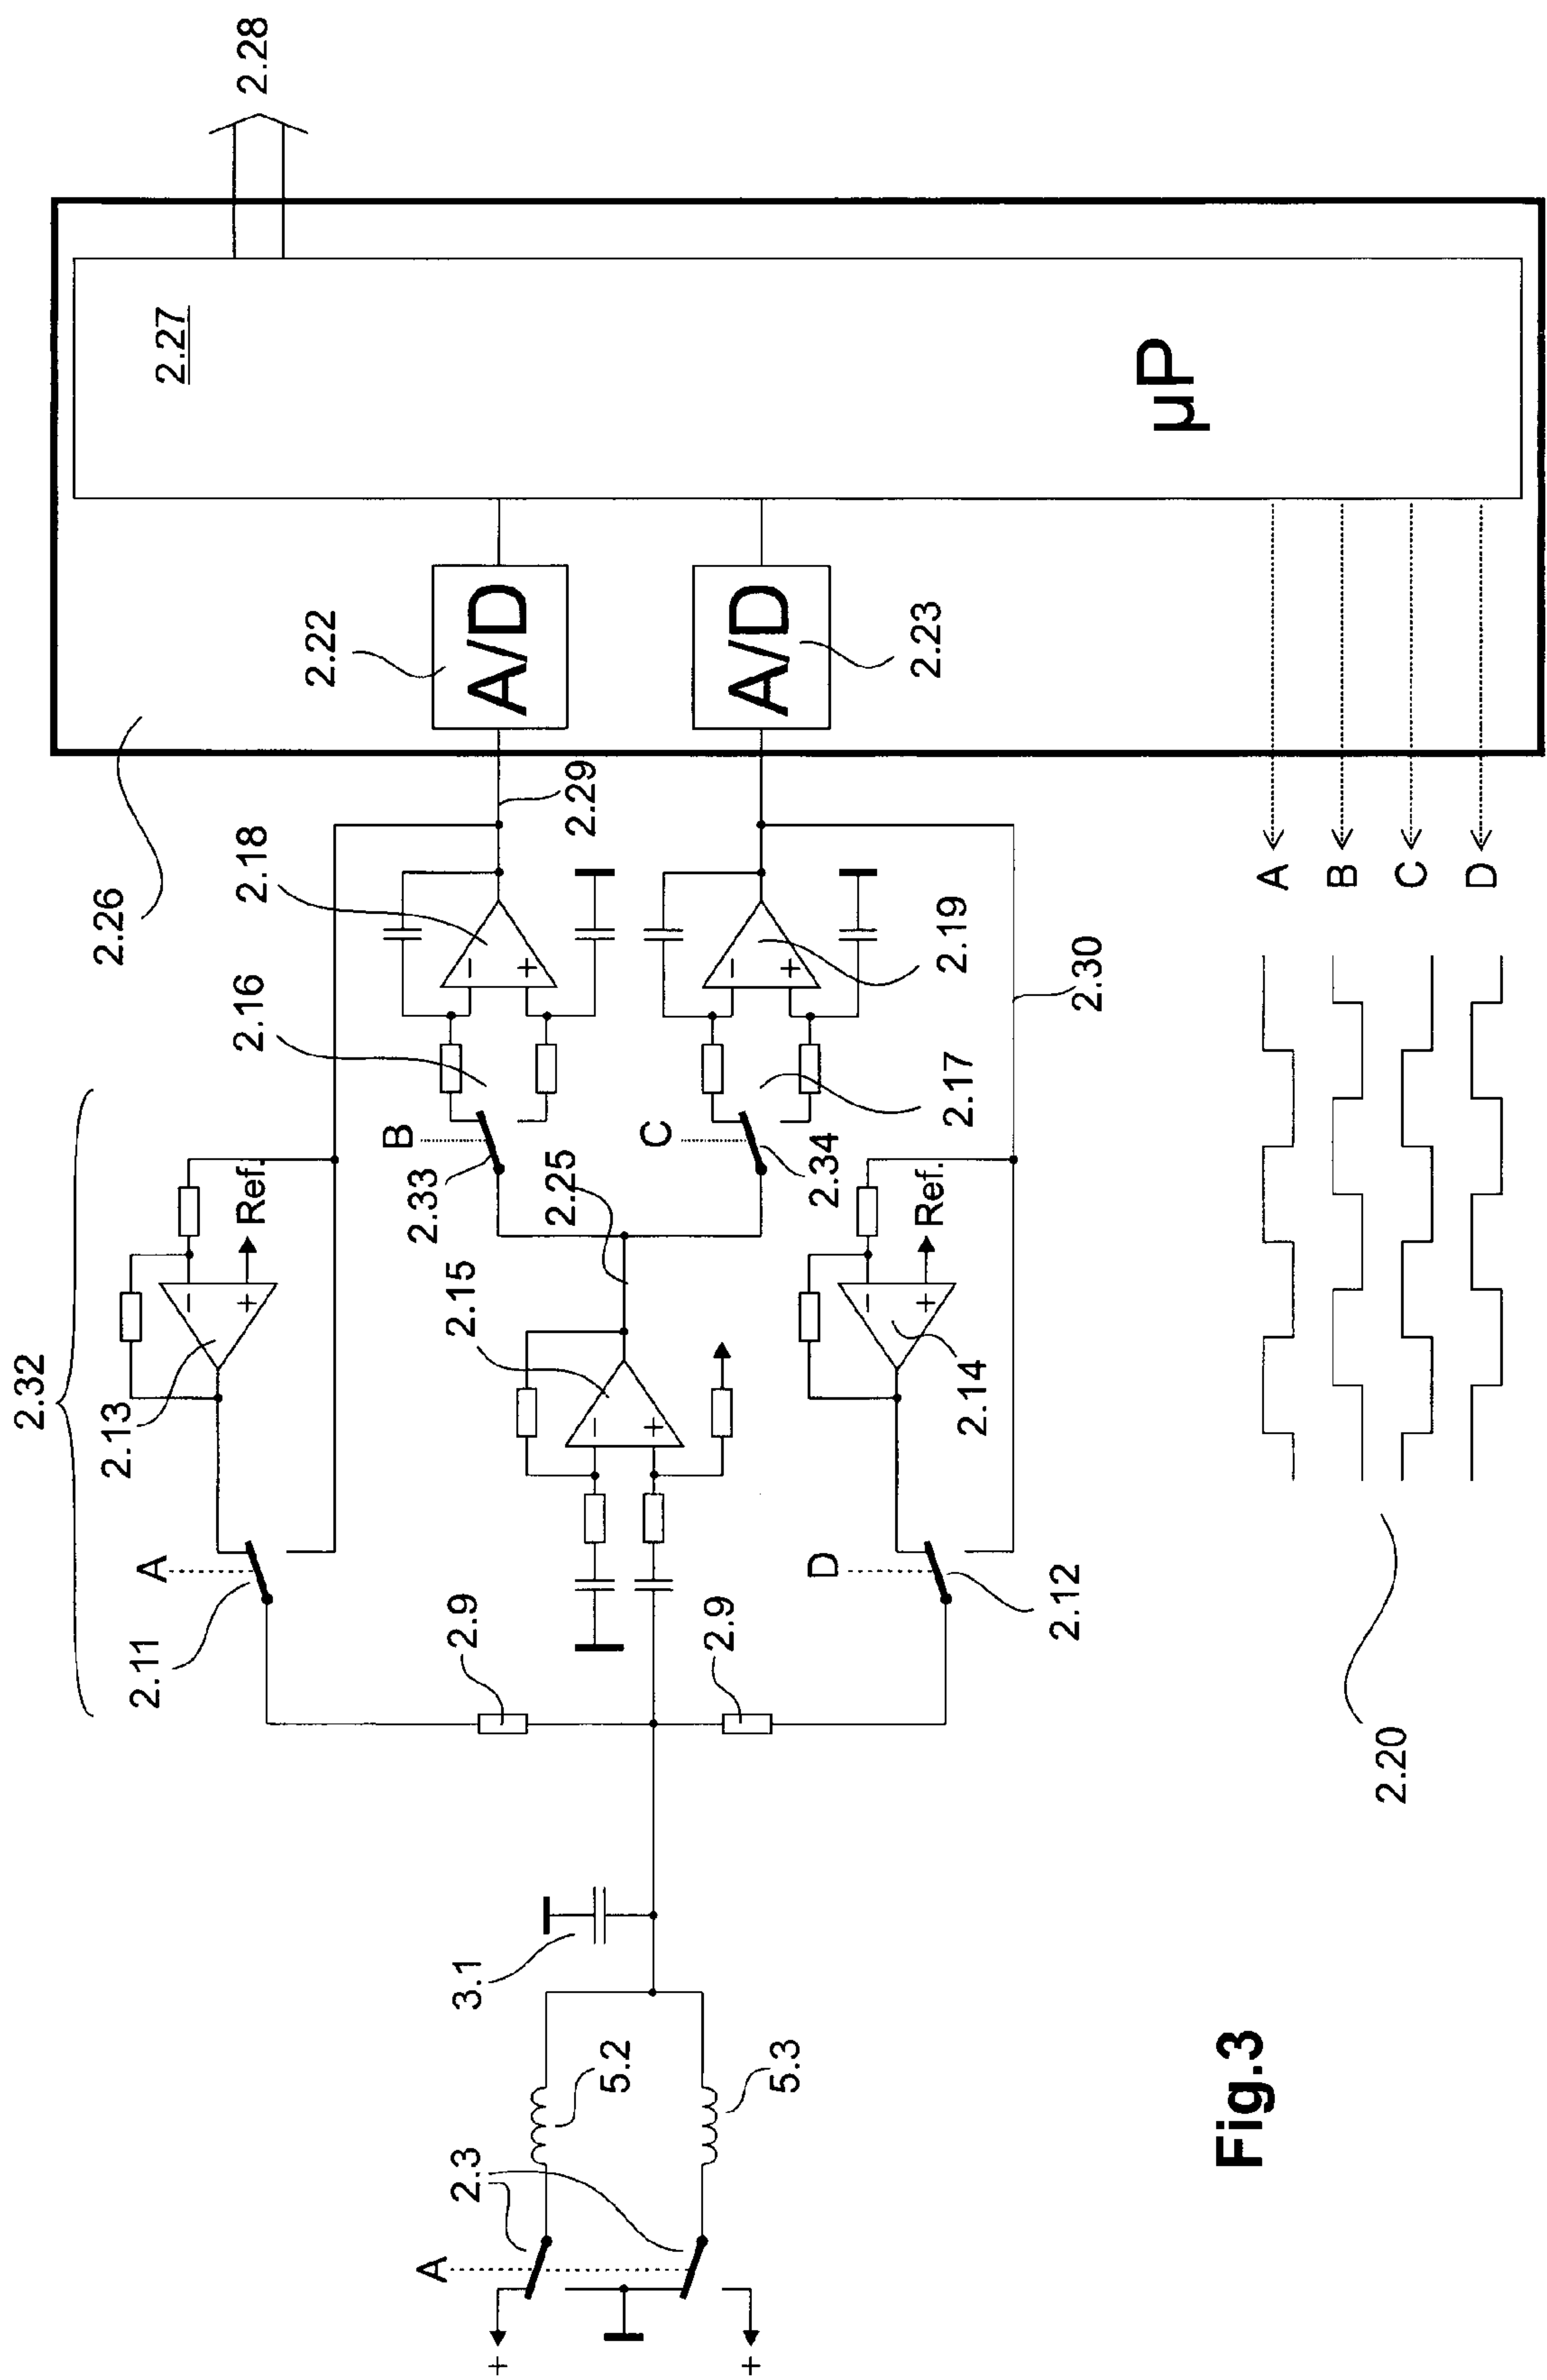 2.28
2.27
µP
2.22
A/D
A/D
2.23
2.26
2.29
2.18
2.16
2.19
2.17
2.30
A
B
C
D
2.32
Ref.
B
2.33
C
2.34
2.25
Ref.
2.13
2.15
2.14
−
+
−
+
−
+
−
+
−
+
A
2.11
D
2.12
2.9
2.9
2.20
3.1
5.2
5.3
2.3
A
+
+
Fig.3